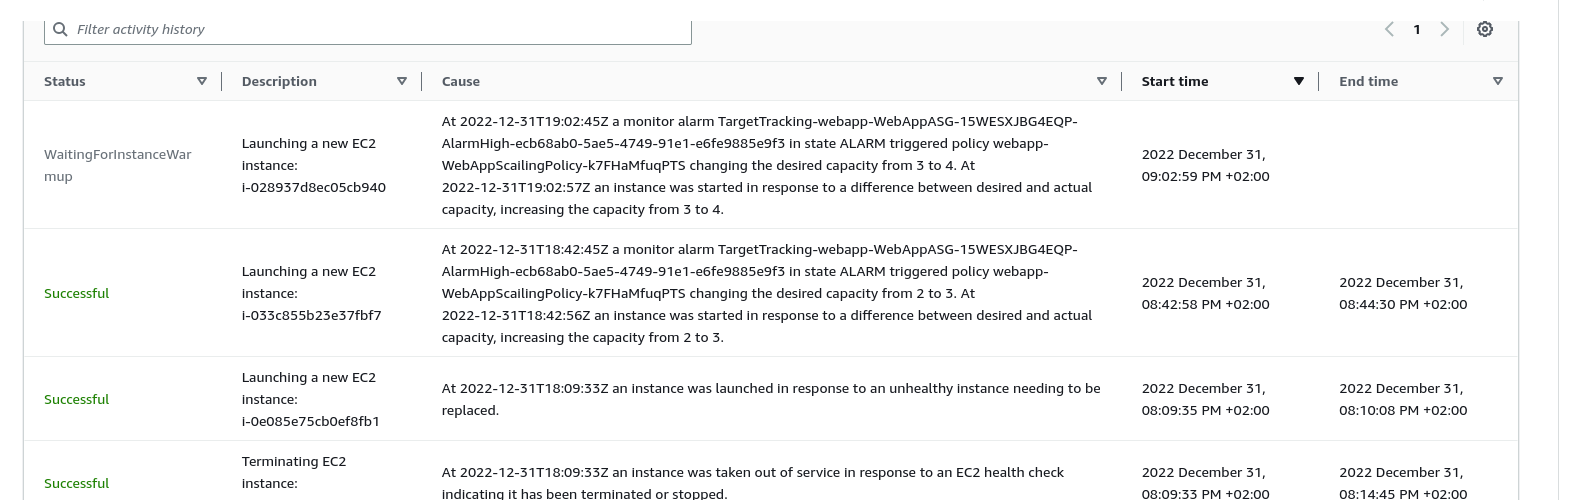 Filter activity history
1
Status
Description
Cause
Start time
End time
WaitingForInstanceWar
mup
Launching a new EC2
instance:
i-028937d8ec05cb940
At 2022-12-31T19:02:45Z a monitor alarm TargetTracking-webapp-WebAppASG-15WESXJBG4EQP-
AlarmHigh-ecb68ab0-5ae5-4749-91e1-e6fe9885e9f3 in state ALARM triggered policy webapp-
WebAppScailingPolicy-k7FHaMfuqPTS changing the desired capacity from 3 to 4. At
2022-12-31T19:02:57Z an instance was started in response to a difference between desired and actual
capacity, increasing the capacity from 3 to 4.
2022 December 31,
09:02:59 PM +02:00
Successful
Launching a new EC2
instance:
i-033c855b23e37fbf7
At 2022-12-31T18:42:45Z a monitor alarm TargetTracking-webapp-WebAppASG-15WESXJBG4EQP-
AlarmHigh-ecb68ab0-5ae5-4749-91e1-e6fe9885e9f3 in state ALARM triggered policy webapp-
WebAppScailingPolicy-k7FHaMfuqPTS changing the desired capacity from 2 to 3. At
2022-12-31T18:42:56Z an instance was started in response to a difference between desired and actual
capacity, increasing the capacity from 2 to 3.
2022 December 31,
08:42:58 PM +02:00
2022 December 31,
08:44:30 PM +02:00
Successful
Launching a new EC2
instance:
i-0e085e75cb0ef8fb1
At 2022-12-31T18:09:33Z an instance was launched in response to an unhealthy instance needing to be
replaced.
2022 December 31,
08:09:35 PM +02:00
2022 December 31,
08:10:08 PM +02:00
Successful
Terminating EC2
instance:
At 2022-12-31T18:09:33Z an instance was taken out of service in response to an EC2 health check
indicating it has been terminated or stopped.
2022 December 31,
08:09:33 PM +02:00
2022 December 31,
08:14:45 PM +02:00